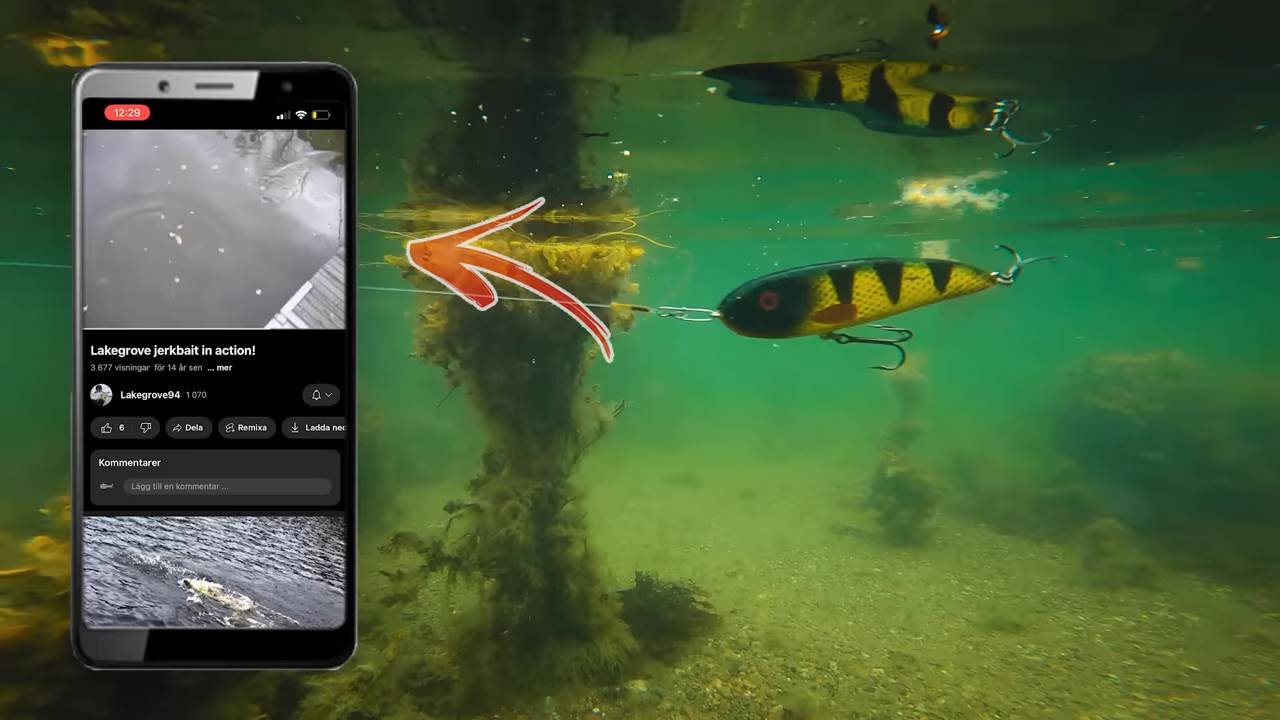 12:29
Lakegrove jerkbait in action!
3 677 visningar för 14 år sen ... mer
Lakegrove94 1 070
6 Dela Remixa Ladda ned
Kommentarer
Lägg till en kommentar ...